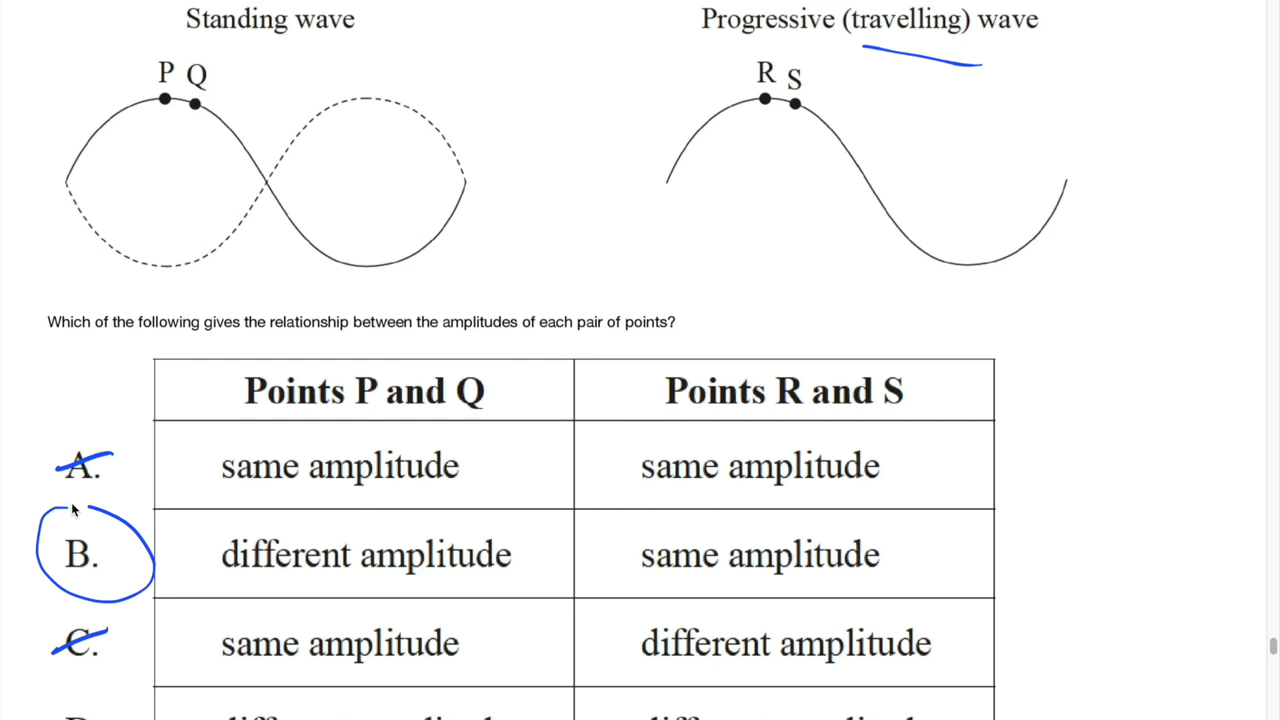 Standing wave
Progressive (travelling) wave
P Q
R S
Which of the following gives the relationship between the amplitudes of each pair of points?
Points P and Q
Points R and S
A.
same amplitude
same amplitude
B.
different amplitude
same amplitude
C.
same amplitude
different amplitude